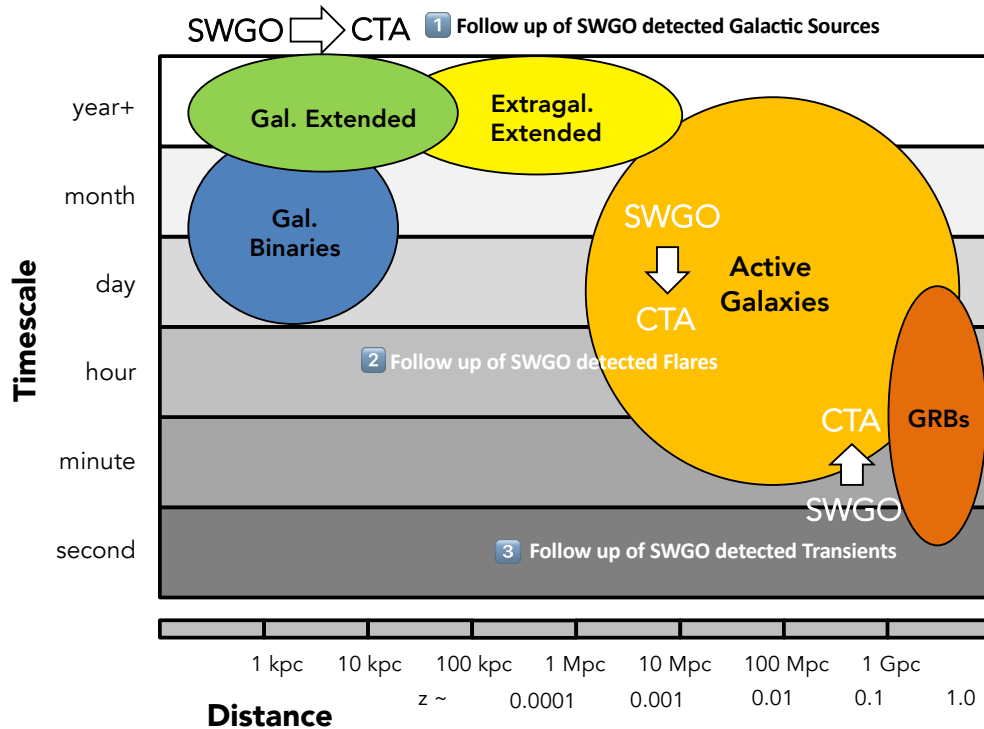 SWGO CTA 1 Follow up of SWGO detected Galactic Sources
year+
Gal. Extended
Extragal.
Extended
month
SWGO
Gal.
Binaries
day
Active
Galaxies
CTA
Timescale
hour
2 Follow up of SWGO detected Flares
CTA
GRBs
minute
SWGO
second
3 Follow up of SWGO detected Transients
1 kpc 10 kpc 100 kpc 1 Mpc 10 Mpc 100 Mpc 1 Gpc
z ~ 0.0001 0.001 0.01 0.1 1.0
Distance